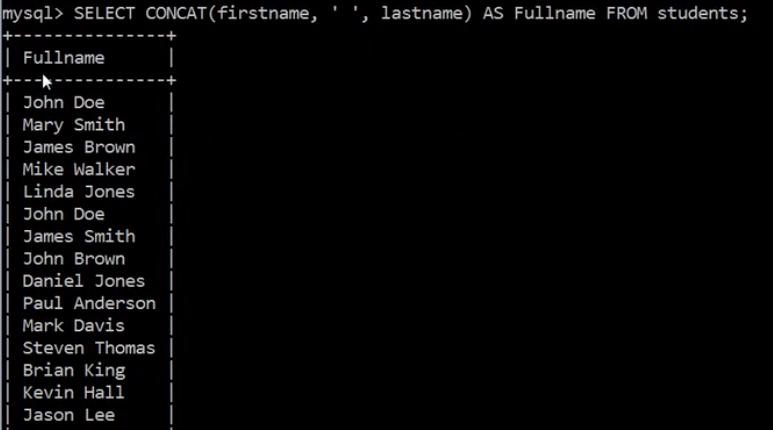 mysql> SELECT CONCAT(firstname, ' ', lastname) AS Fullname FROM students;
+---------------+
| Fullname      |
+---------------+
| John Doe      |
| Mary Smith    |
| James Brown   |
| Mike Walker   |
| Linda Jones   |
| John Doe      |
| James Smith   |
| John Brown    |
| Daniel Jones  |
| Paul Anderson |
| Mark Davis    |
| Steven Thomas |
| Brian King    |
| Kevin Hall    |
| Jason Lee     |